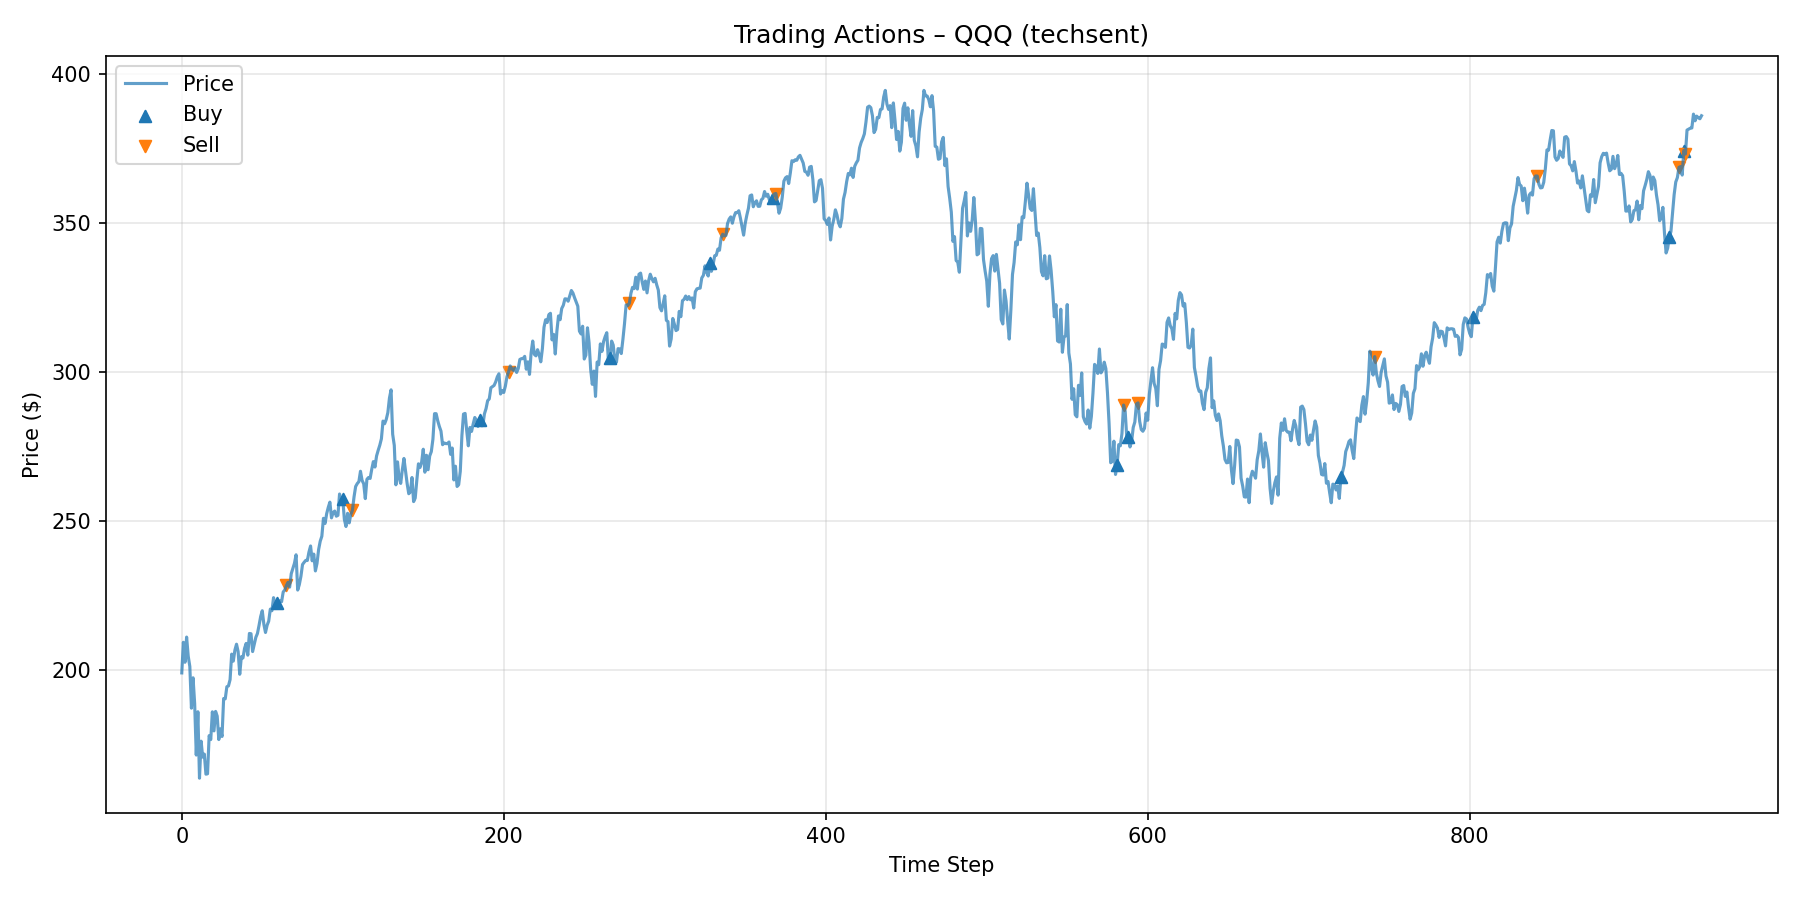 Trading Actions – QQQ (techsent)
Price
Buy
Sell
400
350
300
250
200
Price ($)
0 200 400 600 800
Time Step